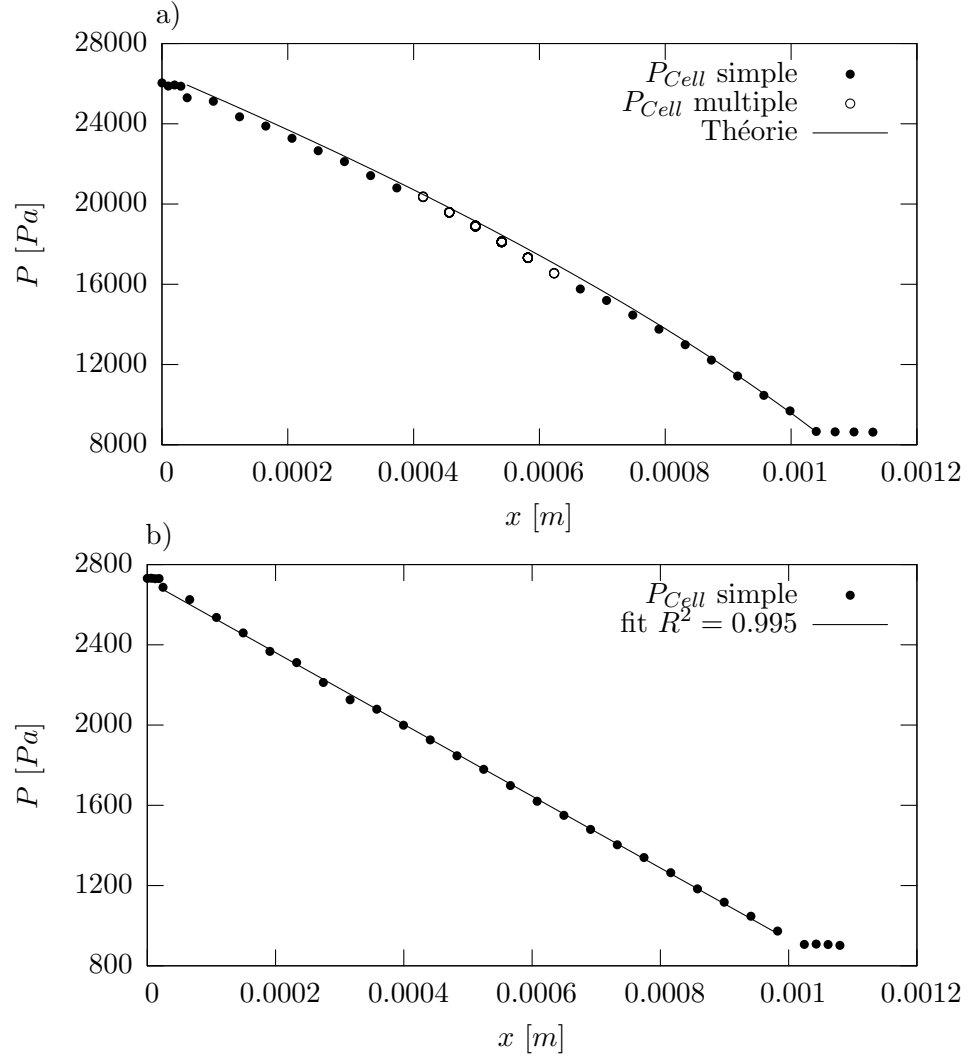 a)
28000
24000
20000
16000
12000
8000
P [Pa]
P_Cell simple
P_Cell multiple
Théorie
0 0.0002 0.0004 0.0006 0.0008 0.001 0.0012
x [m]
b)
2800
2400
2000
1600
1200
800
P [Pa]
P_Cell simple
fit R² = 0.995
0 0.0002 0.0004 0.0006 0.0008 0.001 0.0012
x [m]